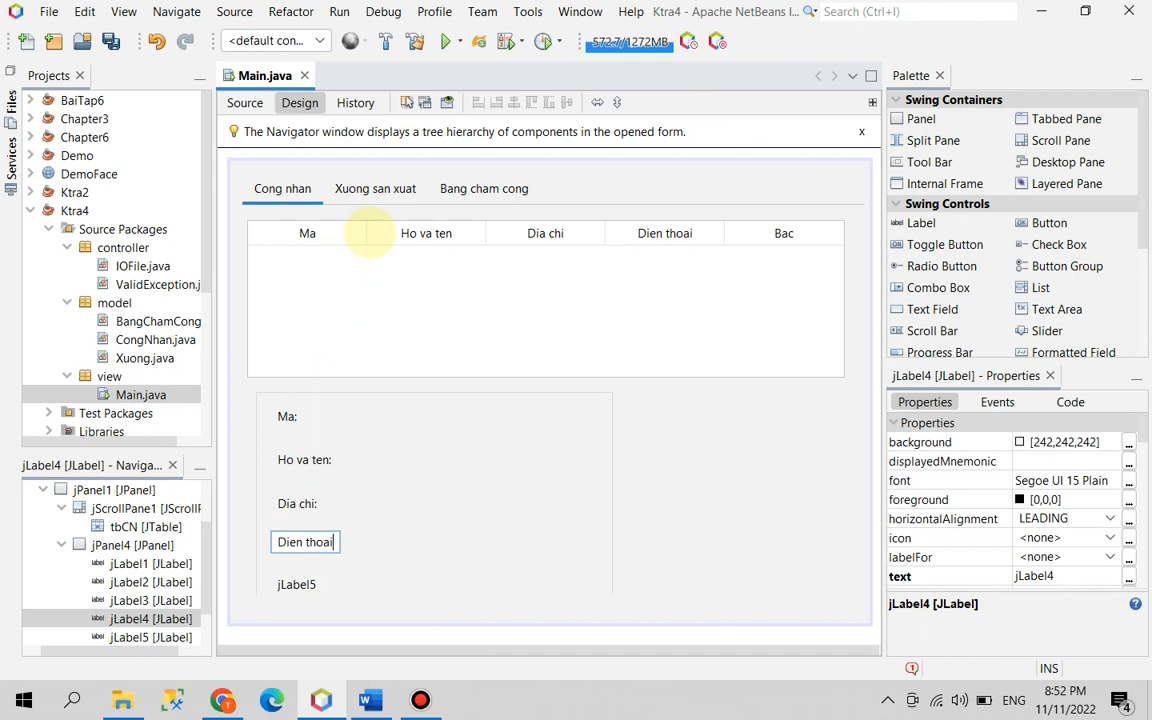 File Edit View Navigate Source Refactor Run Debug Profile Team Tools Window Help Ktra4 - Apache NetBeans I... Search (Ctrl+I)
<default con... 572.7/1272MB
Projects
Main.java
Palette
Files
Services
BaiTap6
Chapter3
Chapter6
Demo
DemoFace
Ktra2
Ktra4
Source Packages
controller
IOFile.java
ValidException.j
model
BangChamCong
CongNhan.java
Xuong.java
view
Main.java
Test Packages
Libraries
Source Design History
The Navigator window displays a tree hierarchy of components in the opened form. x
Cong nhan Xuong san xuat Bang cham cong
Ma Ho va ten Dia chi Dien thoai Bac
Ma:
Ho va ten:
Dia chi:
Dien thoai
jLabel5
Swing Containers
Panel Tabbed Pane
Split Pane Scroll Pane
Tool Bar Desktop Pane
Internal Frame Layered Pane
Swing Controls
Label Button
Toggle Button Check Box
Radio Button Button Group
Combo Box List
Text Field Text Area
Scroll Bar Slider
Progress Bar Formatted Field
jLabel4 [JLabel] - Naviga...
jPanel1 [JPanel]
jScrollPane1 [JScrollP
tbCN [JTable]
jPanel4 [JPanel]
jLabel1 [JLabel]
jLabel2 [JLabel]
jLabel3 [JLabel]
jLabel4 [JLabel]
jLabel5 [JLabel]
jLabel4 [JLabel] - Properties
Properties Events Code
Properties
background [242,242,242] ...
displayedMnemonic ...
font Segoe UI 15 Plain ...
foreground [0,0,0] ...
horizontalAlignment LEADING ...
icon <none> ...
labelFor <none> ...
text jLabel4 ...
jLabel4 [JLabel]
INS
ENG
8:52 PM
11/11/2022
4